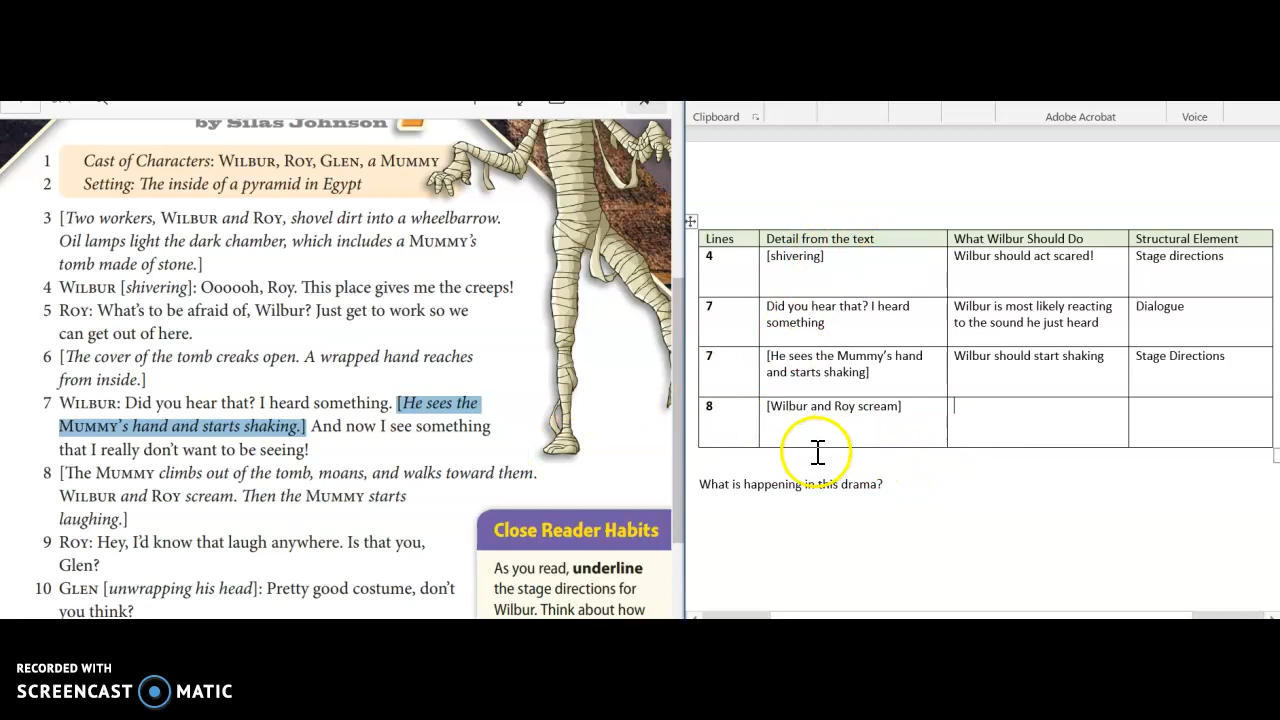 by Silas Johnson
1 Cast of Characters: WILBUR, ROY, GLEN, a MUMMY
2 Setting: The inside of a pyramid in Egypt
3 [Two workers, WILBUR and ROY, shovel dirt into a wheelbarrow.
Oil lamps light the dark chamber, which includes a MUMMY'S
tomb made of stone.]
4 WILBUR [shivering]: Oooooh, Roy. This place gives me the creeps!
5 ROY: What's to be afraid of, Wilbur? Just get to work so we
can get out of here.
6 [The cover of the tomb creaks open. A wrapped hand reaches
from inside.]
7 WILBUR: Did you hear that? I heard something. [He sees the
MUMMY'S hand and starts shaking.] And now I see something
that I really don't want to be seeing!
8 [The MUMMY climbs out of the tomb, moans, and walks toward them.
WILBUR and ROY scream. Then the MUMMY starts
laughing.]
9 ROY: Hey, I'd know that laugh anywhere. Is that you,
Glen?
10 GLEN [unwrapping his head]: Pretty good costume, don't
you think?
Close Reader Habits
As you read, underline
the stage directions for
Wilbur. Think about how
Clipboard Adobe Acrobat Voice
Lines Detail from the text What Wilbur Should Do Structural Element
4 [shivering] Wilbur should act scared! Stage directions
7 Did you hear that? I heard Wilbur is most likely reacting Dialogue
something to the sound he just heard
7 [He sees the Mummy's hand Wilbur should start shaking Stage Directions
and starts shaking]
8 [Wilbur and Roy scream]
What is happening in this drama?
RECORDED WITH
SCREENCAST MATIC